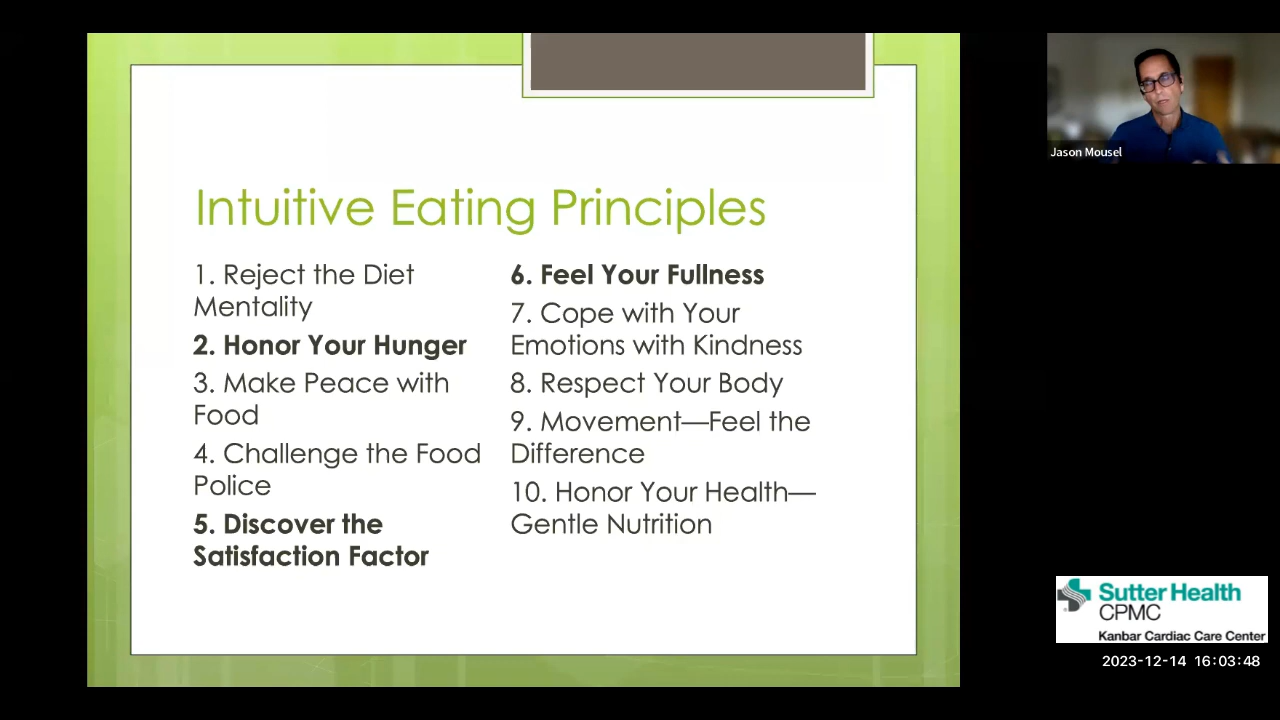 Intuitive Eating Principles
1. Reject the Diet
Mentality
2. Honor Your Hunger
3. Make Peace with
Food
4. Challenge the Food
Police
5. Discover the
Satisfaction Factor
6. Feel Your Fullness
7. Cope with Your
Emotions with Kindness
8. Respect Your Body
9. Movement—Feel the
Difference
10. Honor Your Health—
Gentle Nutrition
Jason Mousel
Sutter Health
CPMC
Kanbar Cardiac Care Center
2023-12-14 16:03:48